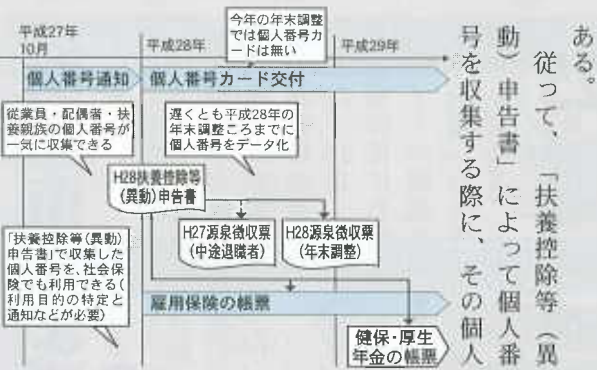 ある。
従って、「扶養控除等（異
動）申告書」によって個人番
号を収集する際に、その個人
今年の年末調整
では個人番号カ
ードは無い
平成27年
10月
平成28年
平成29年
個人番号通知
個人番号カード交付
従業員・配偶者・扶
養親族の個人番号が
一気に収集できる
遅くとも平成28年の
年末調整ころまでに
個人番号をデータ化
H28扶養控除等
(異動)申告書
H27源泉徴収票
(中途退職者)
H28源泉徴収票
(年末調整)
「扶養控除等(異動)
申告書」で収集した
個人番号を、社会保
険でも利用できる(
利用目的の特定と
通知などが必要)
雇用保険の帳票
健保・厚生
年金の帳票